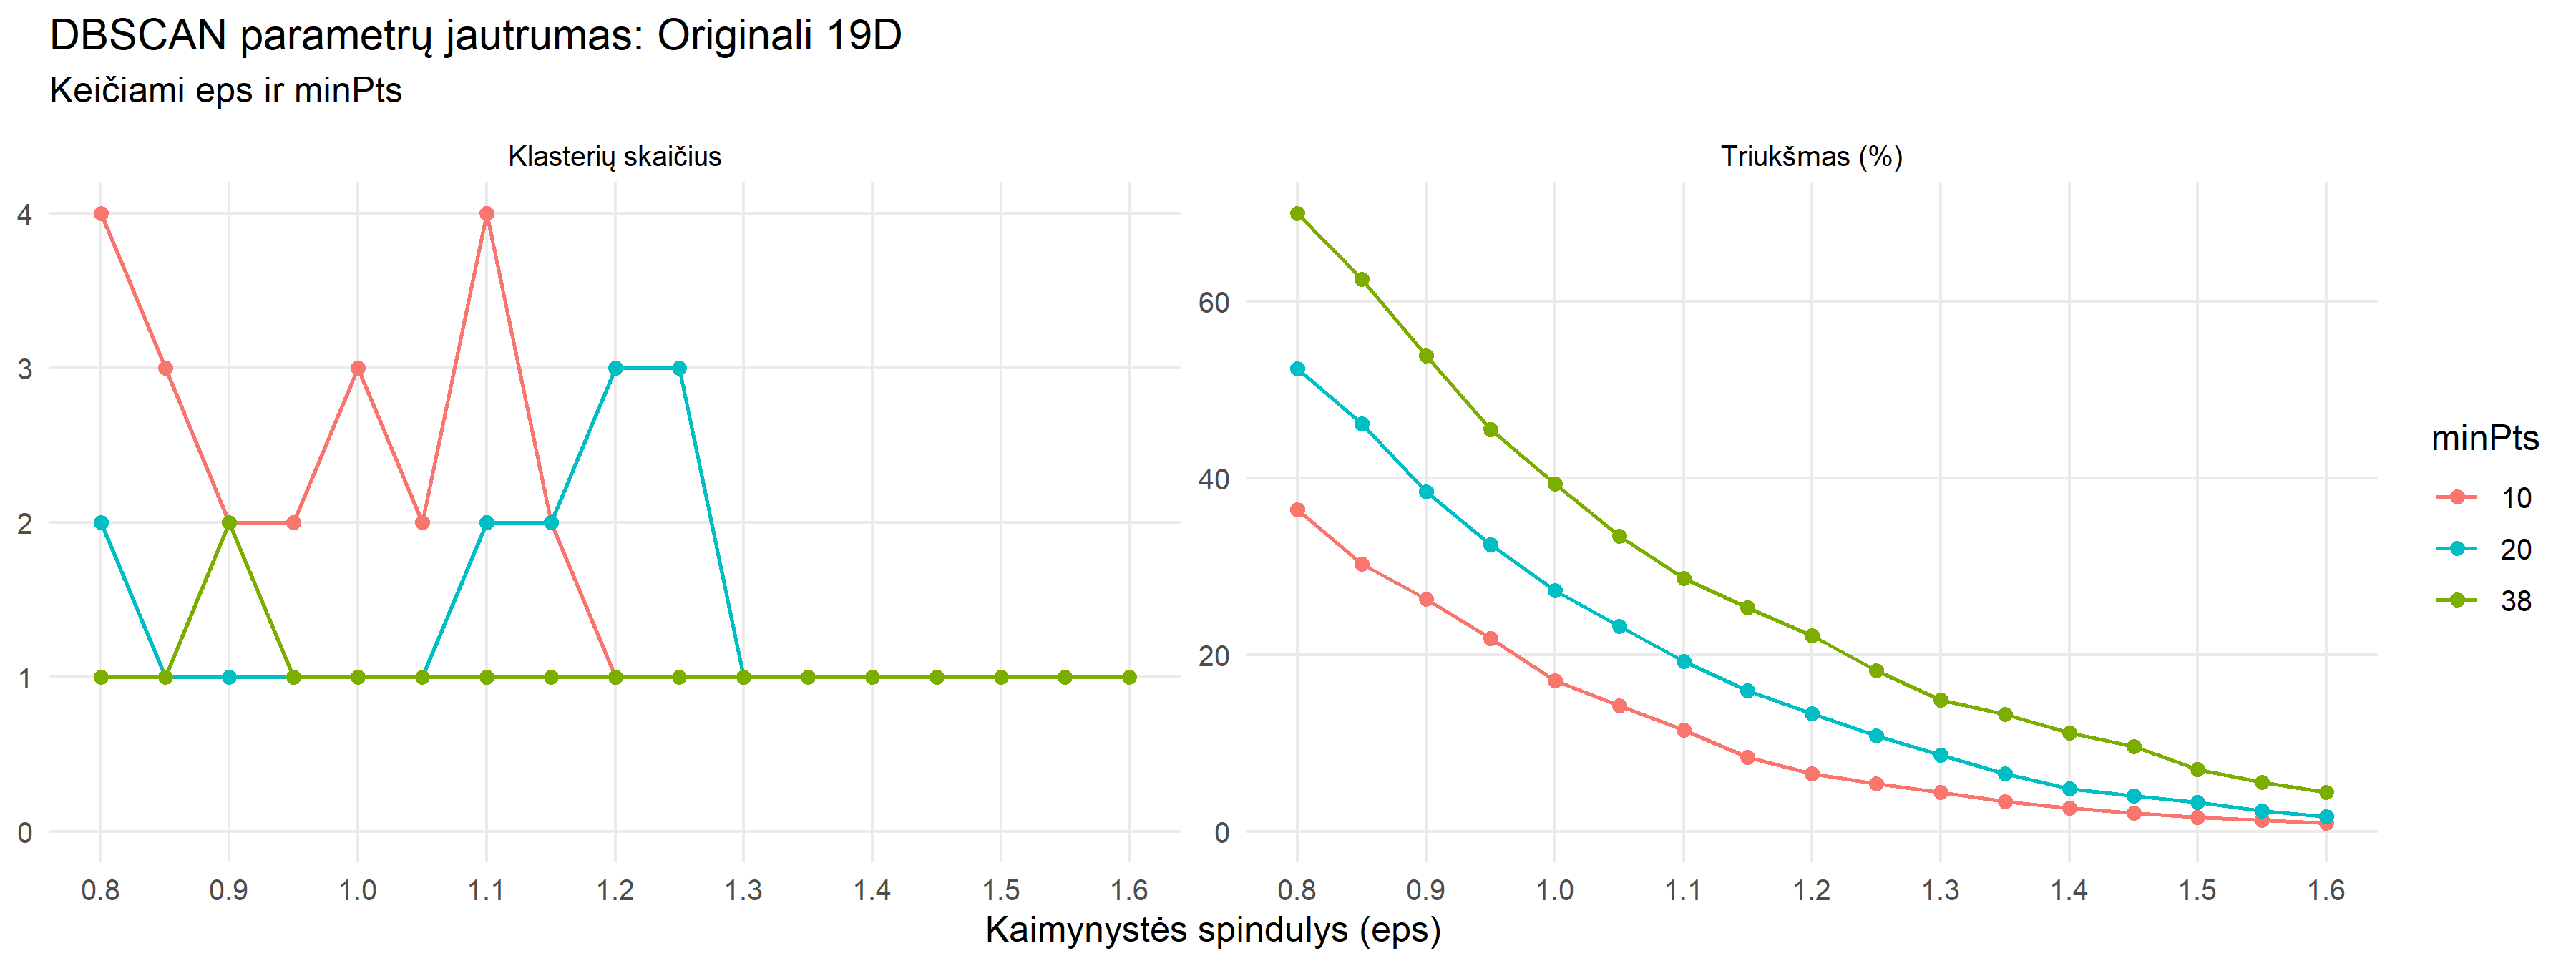 DBSCAN parametrų jautrumas: Originali 19D
Keičiami eps ir minPts
Klasterių skaičius
4
3
2
1
0
0.8 0.9 1.0 1.1 1.2 1.3 1.4 1.5 1.6
Triukšmas (%)
60
40
20
0
0.8 0.9 1.0 1.1 1.2 1.3 1.4 1.5 1.6
Kaimynystės spindulys (eps)
minPts
10
20
38